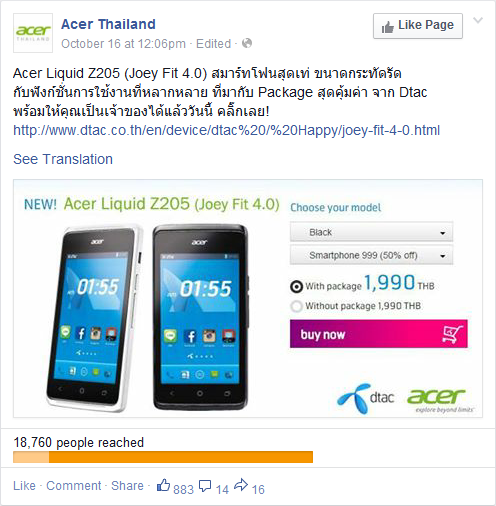 acer
THAILAND
Acer Thailand
October 16 at 12:06pm · Edited ·
Like Page
Acer Liquid Z205 (Joey Fit 4.0) สมาร์ทโฟนสุดเท่ ขนาดกระทัดรัด
กับฟังก์ชั่นการใช้งานที่หลากหลาย ที่มากับ Package สุดคุ้มค่า จาก Dtac
พร้อมให้คุณเป็นเจ้าของได้แล้ววันนี้ คลิ๊กเลย!
http://www.dtac.co.th/en/device/dtac%20/%20Happy/joey-fit-4-0.html
See Translation
NEW! Acer Liquid Z205 (Joey Fit 4.0)
Choose your model
Black
Smartphone 999 (50% off)
With package 1,990 THB
Without package 1,990 THB
buy now
acer
01:55
acer
01:55
dtac
acer
explore beyond limits
18,760 people reached
Like · Comment · Share · 883 14 16